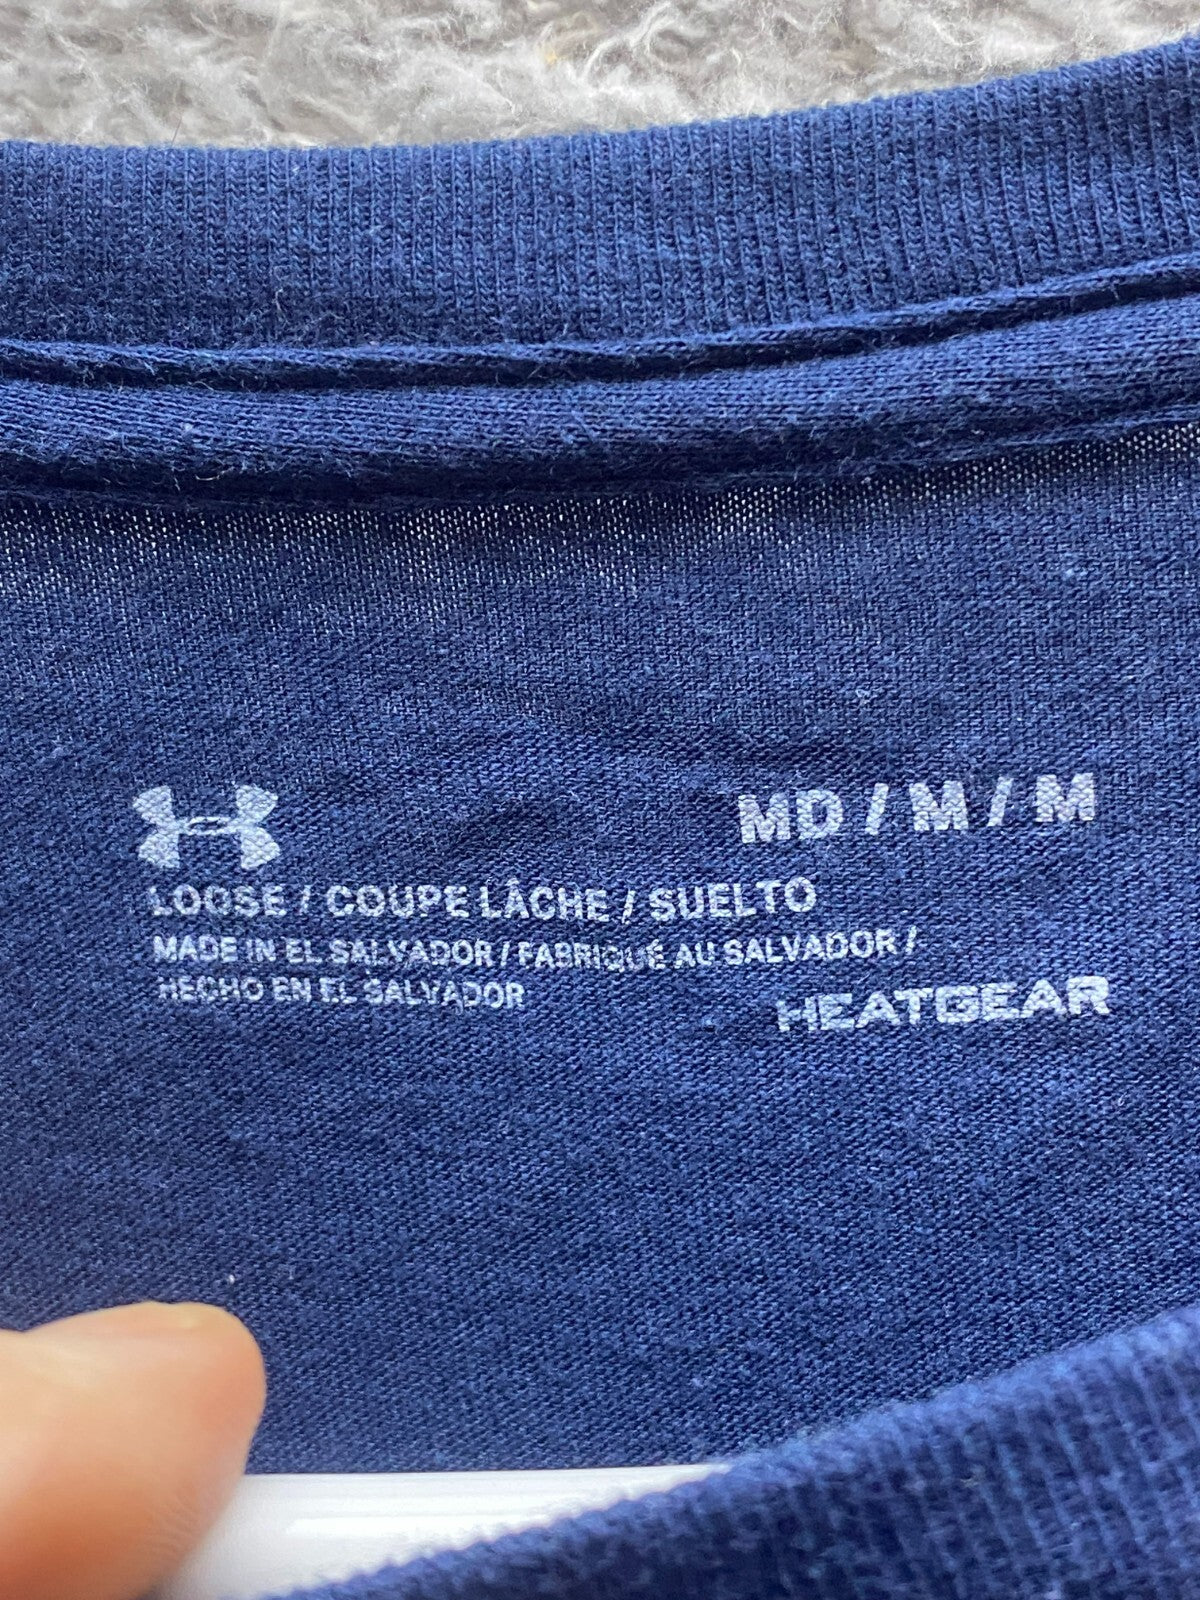 MD / M / M
LOOSE / COUPE LÂCHE / SUELTO
MADE IN EL SALVADOR / FABRIQUÉ AU SALVADOR /
HECHO EN EL SALVADOR
HEATGEAR